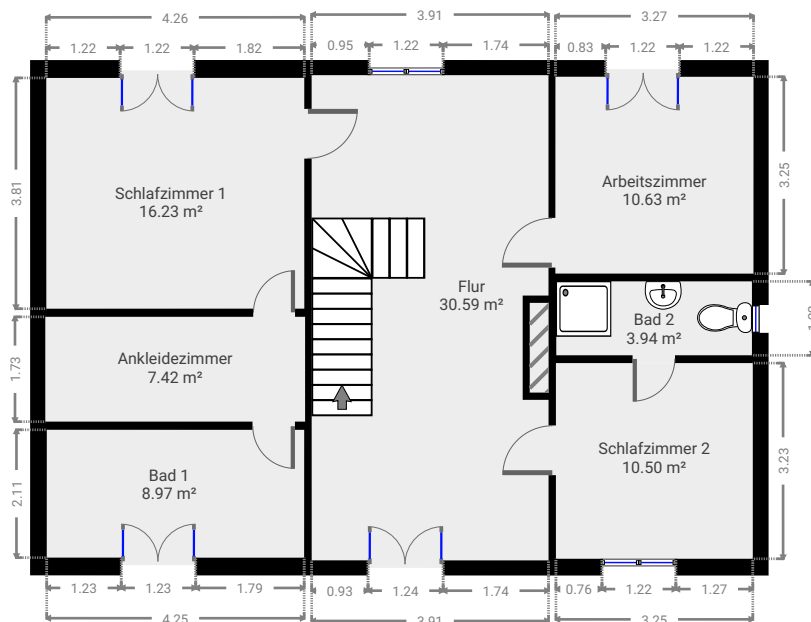 4.26
3.91
3.27
1.22
1.22
1.82
0.95
1.22
1.74
0.83
1.22
1.22
3.81
3.25
Schlafzimmer 1
16.23 m²
Arbeitszimmer
10.63 m²
Flur
30.59 m²
Bad 2
3.94 m²
1.73
Ankleidezimmer
7.42 m²
2.11
Bad 1
8.97 m²
Schlafzimmer 2
10.50 m²
3.23
1.23
1.23
1.79
0.93
1.24
1.74
0.76
1.22
1.27
4.25
3.91
3.25